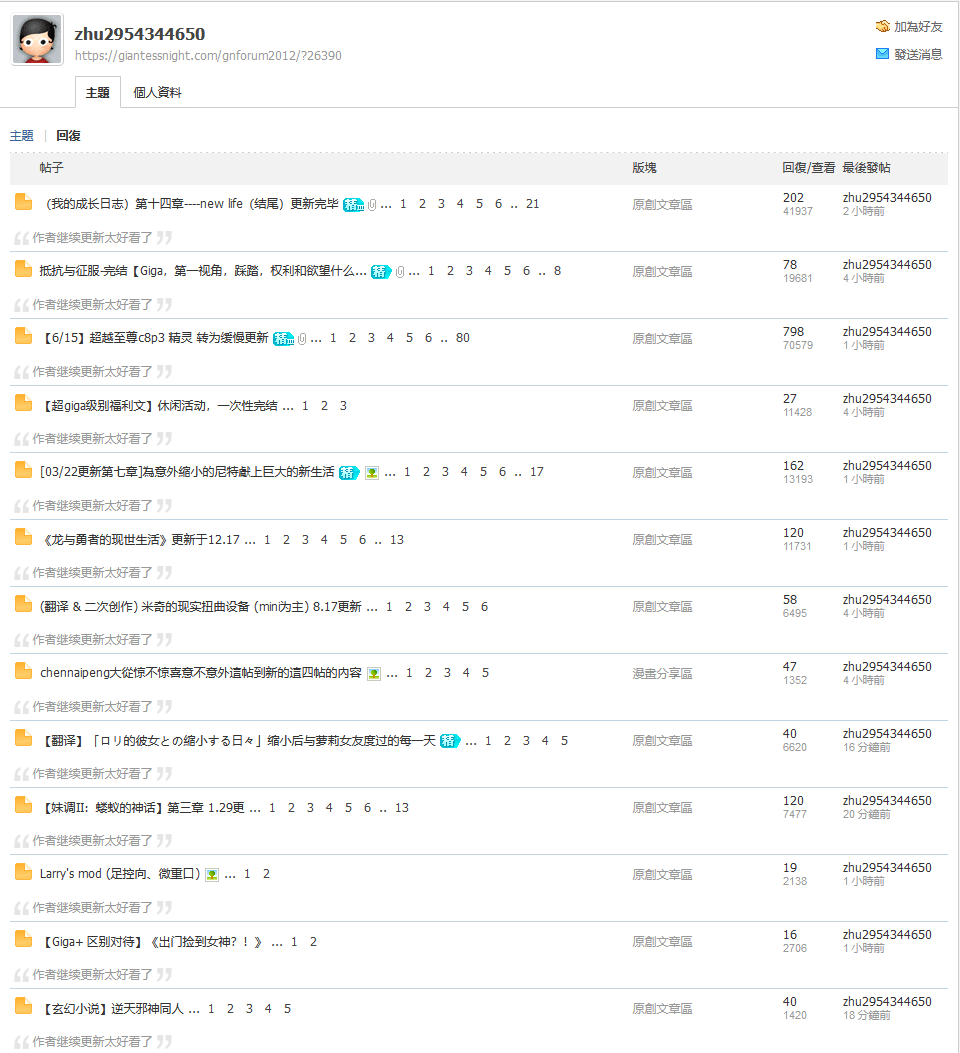 zhu2954344650
加為好友
https://giantessnight.com/gnforum2012/?26390
發送消息
主題 個人資料
主題 | 回復
帖子 版塊 回復/查看 最後發帖
（我的成长日志）第十四章----new life（结尾）更新完毕 精 ... 1 2 3 4 5 6 .. 21 原創文章區 202 zhu2954344650
41937 2 小時前
作者继续更新太好看了
抵抗与征服-完结【Giga，第一视角，踩踏，权利和欲望什么... 精 ... 1 2 3 4 5 6 .. 8 原創文章區 78 zhu2954344650
19681 4 小時前
作者继续更新太好看了
【6/15】超越至尊c8p3 精灵 转为缓慢更新 精 ... 1 2 3 4 5 6 .. 80 原創文章區 798 zhu2954344650
70579 1 小時前
作者继续更新太好看了
【超giga级别福利文】休闲活动，一次性完结 ... 1 2 3 原創文章區 27 zhu2954344650
11428 4 小時前
作者继续更新太好看了
[03/22更新第七章]為意外縮小的尼特獻上巨大的新生活 精 ... 1 2 3 4 5 6 .. 17 原創文章區 162 zhu2954344650
13193 1 小時前
作者继续更新太好看了
《龙与勇者的现世生活》更新于12.17 ... 1 2 3 4 5 6 .. 13 原創文章區 120 zhu2954344650
11731 1 小時前
作者继续更新太好看了
(翻译 & 二次创作) 米奇的现实扭曲设备 (mini为主) 8.17更新 ... 1 2 3 4 5 6 原創文章區 58 zhu2954344650
6495 4 小時前
作者继续更新太好看了
chennaipeng大從惊不惊喜意不意外這帖到新的這四帖的内容 ... 1 2 3 4 5 漫畫分享區 47 zhu2954344650
1352 4 小時前
作者继续更新太好看了
【翻译】「ロリ的彼女との缩小する日々」缩小后与萝莉女友度过的每一天 精 ... 1 2 3 4 5 原創文章區 40 zhu2954344650
6620 16 分鐘前
作者继续更新太好看了
【妹调II：蝼蚁的神话】第三章 1.29更 ... 1 2 3 4 5 6 .. 13 原創文章區 120 zhu2954344650
7477 20 分鐘前
作者继续更新太好看了
Larry's mod (足控向、微重口) ... 1 2 原創文章區 19 zhu2954344650
2138 1 小時前
作者继续更新太好看了
【Giga+ 区别对待】《出门捡到女神？！》 ... 1 2 原創文章區 16 zhu2954344650
2706 1 小時前
作者继续更新太好看了
【玄幻小说】逆天邪神同人 ... 1 2 3 4 5 原創文章區 40 zhu2954344650
1420 18 分鐘前
作者继续更新太好看了